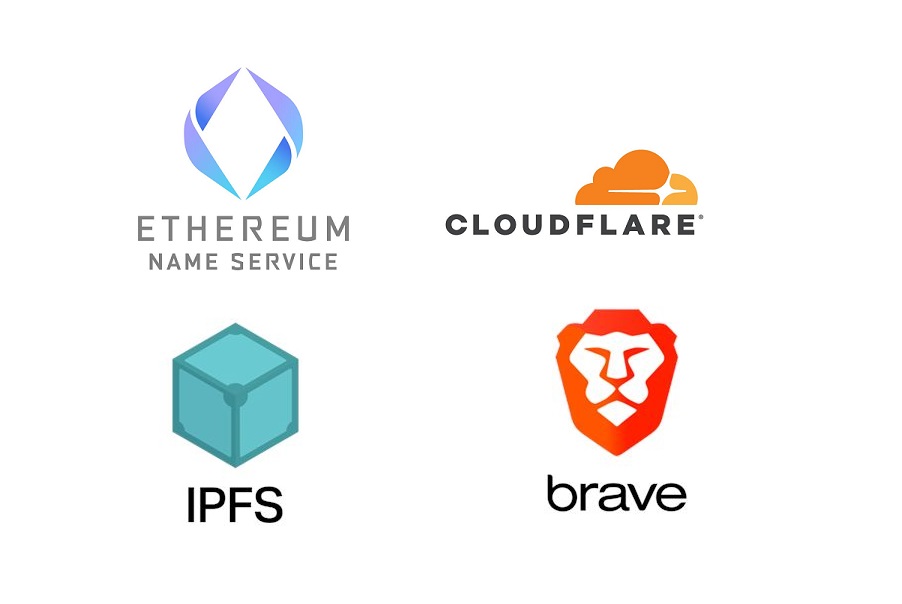 ETHEREUM
NAME SERVICE
CLOUDFLARE®
IPFS
brave